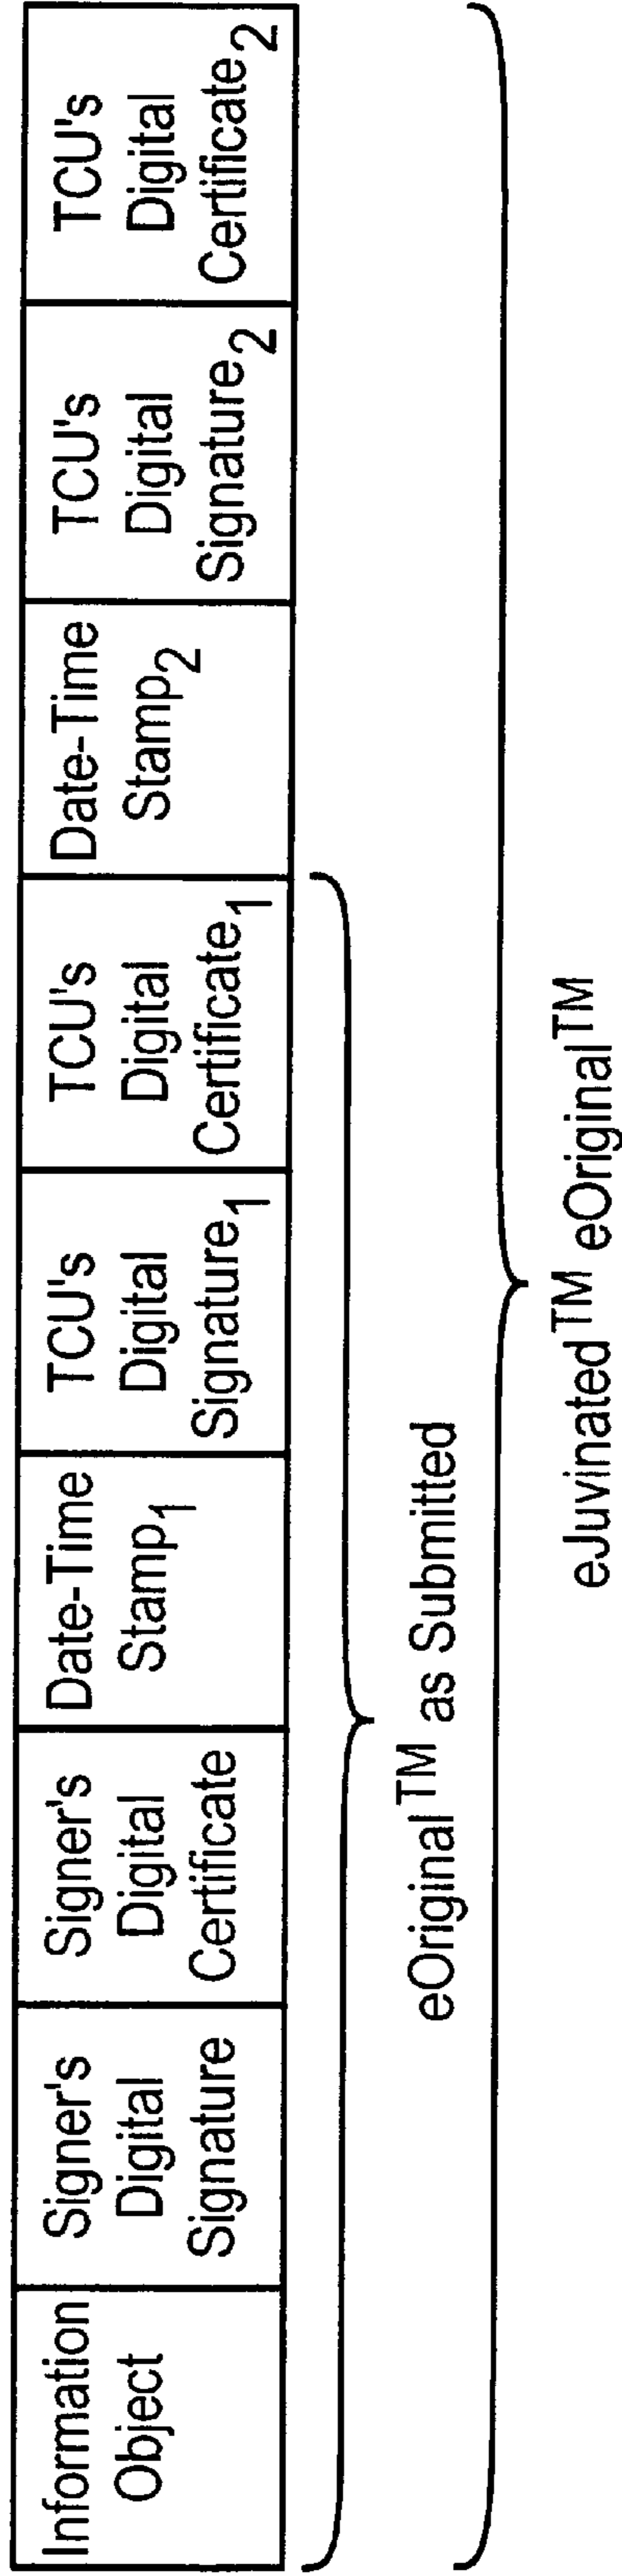 Information
Object
Signer's
Digital
Signature
Signer's
Digital
Certificate
Date-Time
Stamp1
TCU's
Digital
Signature1
TCU's
Digital
Certificate1
Date-Time
Stamp2
TCU's
Digital
Signature2
TCU's
Digital
Certificate2
eOriginal™ as Submitted
eJuvinated™ eOriginal™